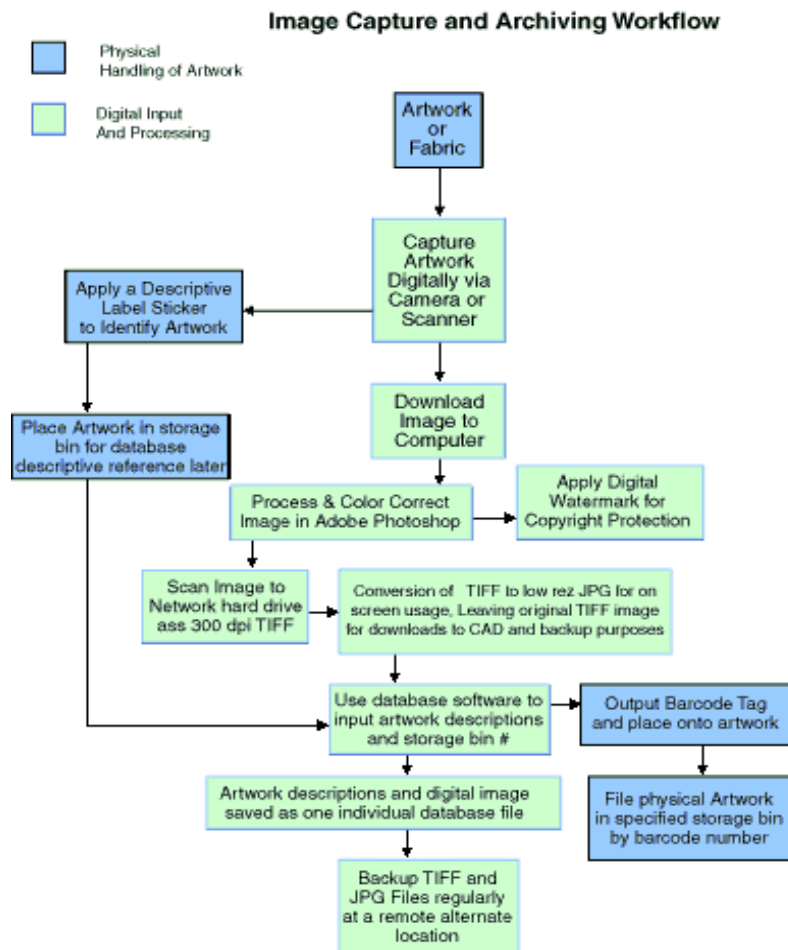 Image Capture and Archiving Workflow
Physical
Handling of Artwork
Digital Input
And Processing
Artwork
or
Fabric
Capture
Artwork
Digitally via
Camera or
Scanner
Apply a Descriptive
Label Sticker
to Identify Artwork
Download
Image to
Computer
Place Artwork in storage
bin for database
descriptive reference later
Process & Color Correct
Image in Adobe Photoshop
Apply Digital
Watermark for
Copyright Protection
Scan Image to
Network hard drive
ass 300 dpi TIFF
Conversion of TIFF to low rez JPG for on
screen usage, Leaving original TIFF image
for downloads to CAD and backup purposes
Use database software to
input artwork descriptions
and storage bin #
Output Barcode Tag
and place onto artwork
Artwork descriptions and digital image
saved as one individual database file
File physical Artwork
in specified storage bin
by barcode number
Backup TIFF and
JPG Files regularly
at a remote alternate
location